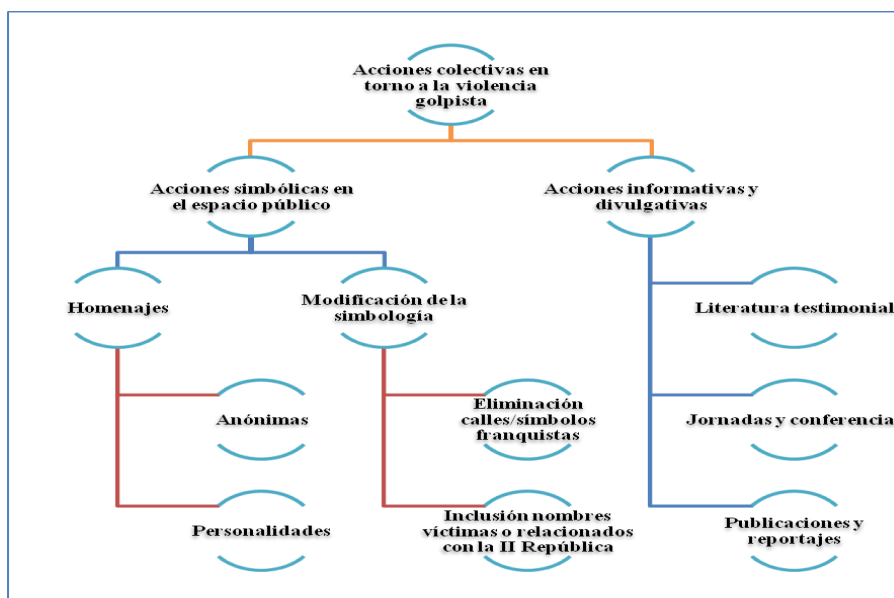 Acciones colectivas en
torno a la violencia
golpista
Acciones simbólicas en
el espacio público
Acciones informativas y
divulgativas
Homenajes
Modificación de la
simbología
Literatura testimonial
Anónimas
Eliminación
calles/símbolos
franquistas
Jornadas y conferencia
Personalidades
Inclusión nombres
víctimas o relacionados
con la II República
Publicaciones y
reportajes